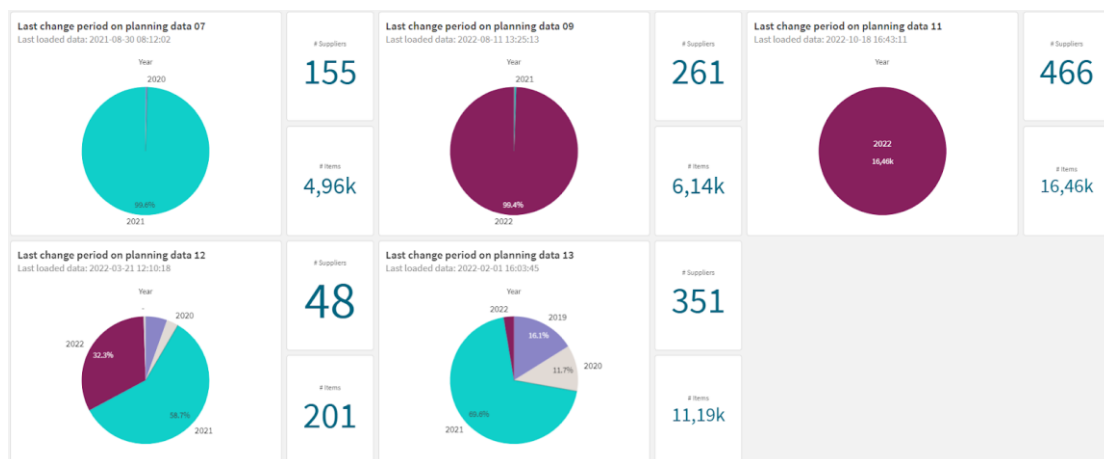 Last change period on planning data 07
Last loaded data: 2021-08-30 08:12:02
Year
2020
99.6%
2021
# Suppliers
155
# Items
4,96k
Last change period on planning data 09
Last loaded data: 2022-08-11 13:25:13
Year
2021
99.4%
2022
# Suppliers
261
# Items
6,14k
Last change period on planning data 11
Last loaded data: 2022-10-18 16:43:11
Year
2022
16,46k
# Suppliers
466
# Items
16,46k
Last change period on planning data 12
Last loaded data: 2022-03-21 12:10:18
Year
-
2020
2022
32.3%
58.7%
2021
# Suppliers
48
# Items
201
Last change period on planning data 13
Last loaded data: 2022-02-01 16:03:45
Year
2022
2019
16.1%
11.7%
2020
69.6%
2021
# Suppliers
351
# Items
11,19k